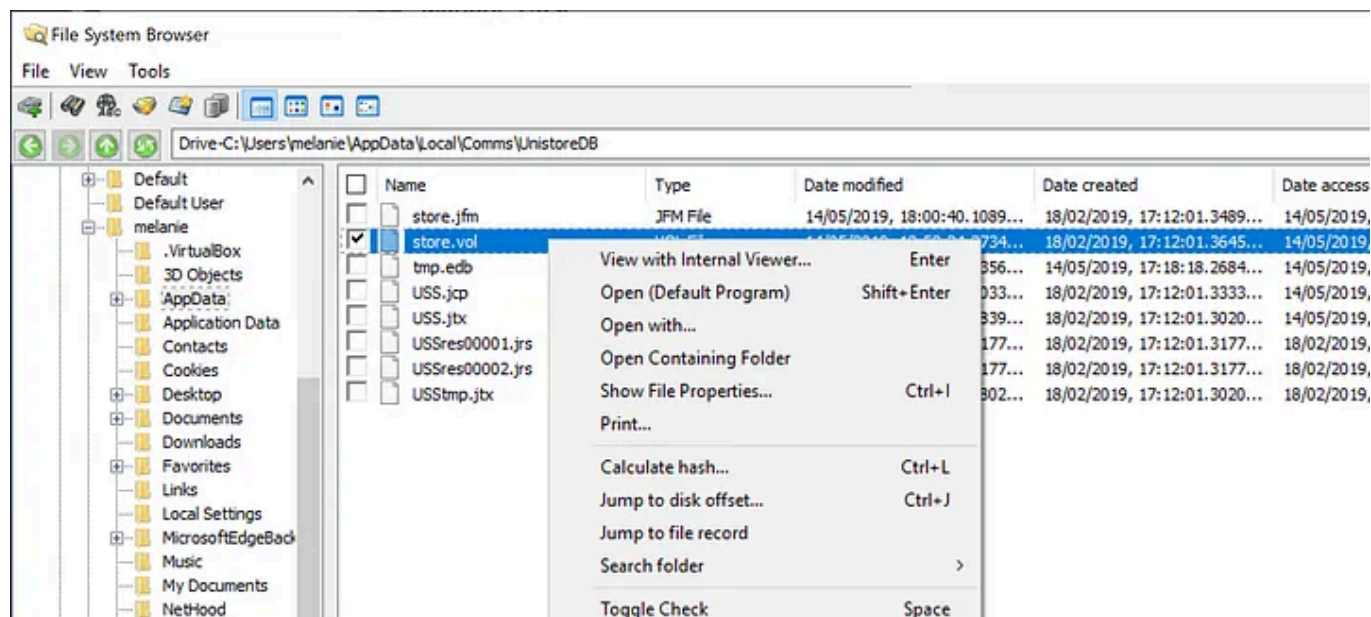 File System Browser
File View Tools
Drive-C:\Users\melanie\AppData\Local\Comms\UnistoreDB
Default
Default User
melanie
.VirtualBox
3D Objects
AppData
Application Data
Contacts
Cookies
Desktop
Documents
Downloads
Favorites
Links
Local Settings
MicrosoftEdgeBack
Music
My Documents
NetHood
Name Type Date modified Date created Date access
store.jfm JFM File 14/05/2019, 18:00:40.1089... 18/02/2019, 17:12:01.3489... 14/05/2019,
store.vol 734... 18/02/2019, 17:12:01.3645... 14/05/2019,
tmp.edb 356... 14/05/2019, 17:18:18.2684... 14/05/2019,
USS.jcp 033... 18/02/2019, 17:12:01.3333... 14/05/2019,
USS.jtx 839... 18/02/2019, 17:12:01.3020... 14/05/2019,
USSres00001.jrs 177... 18/02/2019, 17:12:01.3177... 18/02/2019,
USSres00002.jrs 177... 18/02/2019, 17:12:01.3177... 18/02/2019,
USStmp.jtx 302... 18/02/2019, 17:12:01.3020... 18/02/2019,
View with Internal Viewer... Enter
Open (Default Program) Shift+Enter
Open with...
Open Containing Folder
Show File Properties... Ctrl+I
Print...
Calculate hash... Ctrl+L
Jump to disk offset... Ctrl+J
Jump to file record
Search folder >
Toggle Check Space